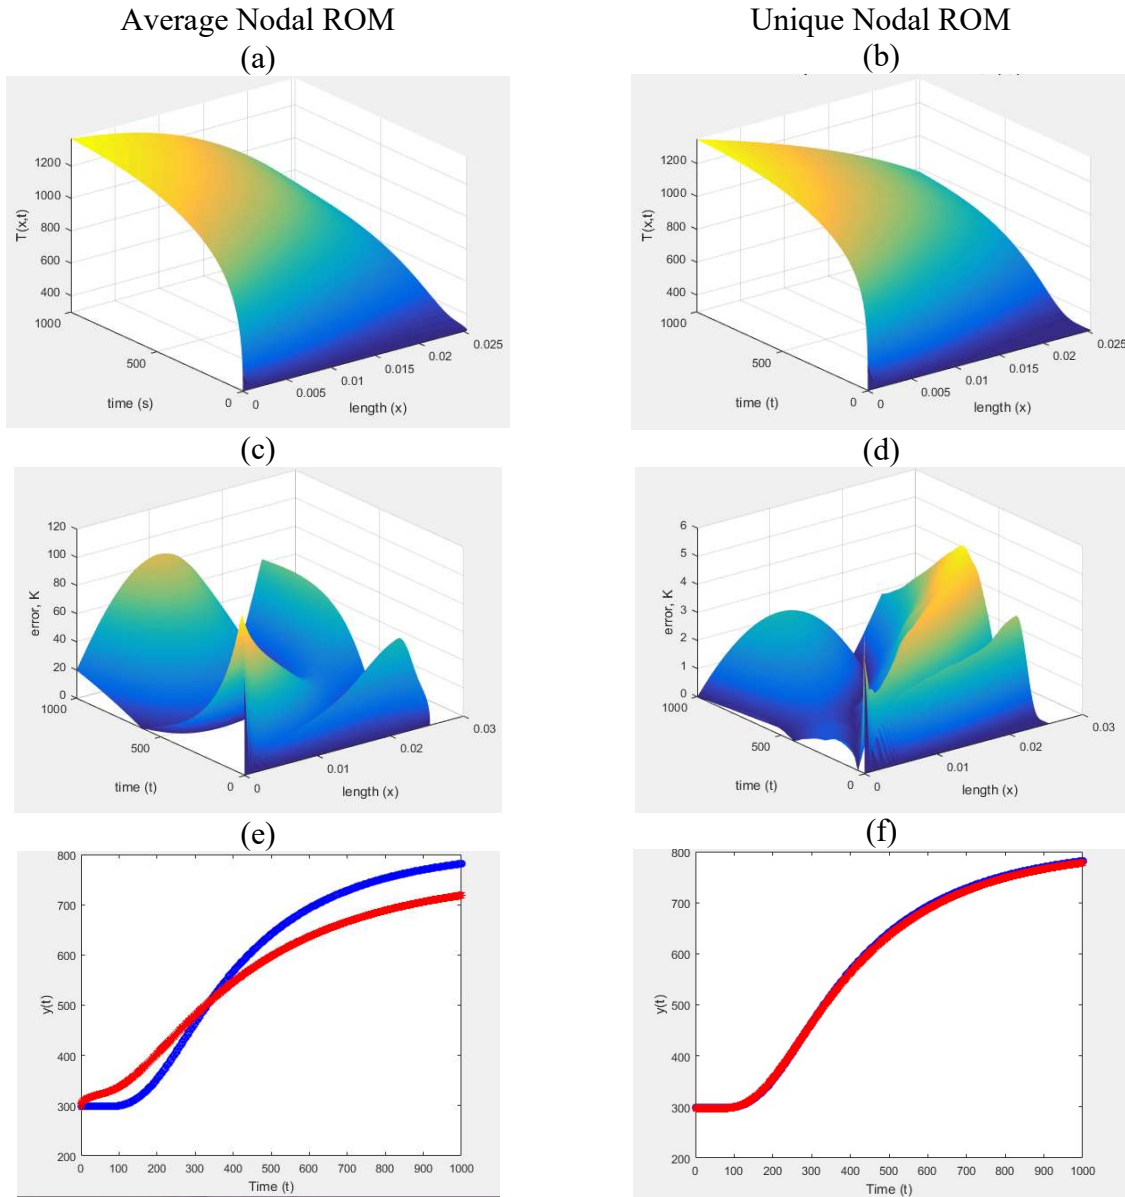 Average Nodal ROM
Unique Nodal ROM
(a)
(b)
1200
1000
800
600
400
T(x,t)
1000
500
0
time (s)
0
0.005
0.01
0.015
0.02
0.025
length (x)
1200
1000
800
600
400
T(x,t)
1000
500
0
time (t)
0
0.005
0.01
0.015
0.02
0.025
length (x)
(c)
(d)
120
100
80
60
40
20
0
error, K
1000
500
0
time (t)
0
0.01
0.02
0.03
length (x)
6
5
4
3
2
1
0
error, K
1000
500
0
time (t)
0
0.01
0.02
0.03
length (x)
(e)
(f)
800
700
600
500
400
300
200
y(t)
0 100 200 300 400 500 600 700 800 900 1000
Time (t)
800
700
600
500
400
300
200
y(t)
0 100 200 300 400 500 600 700 800 900 1000
Time (t)